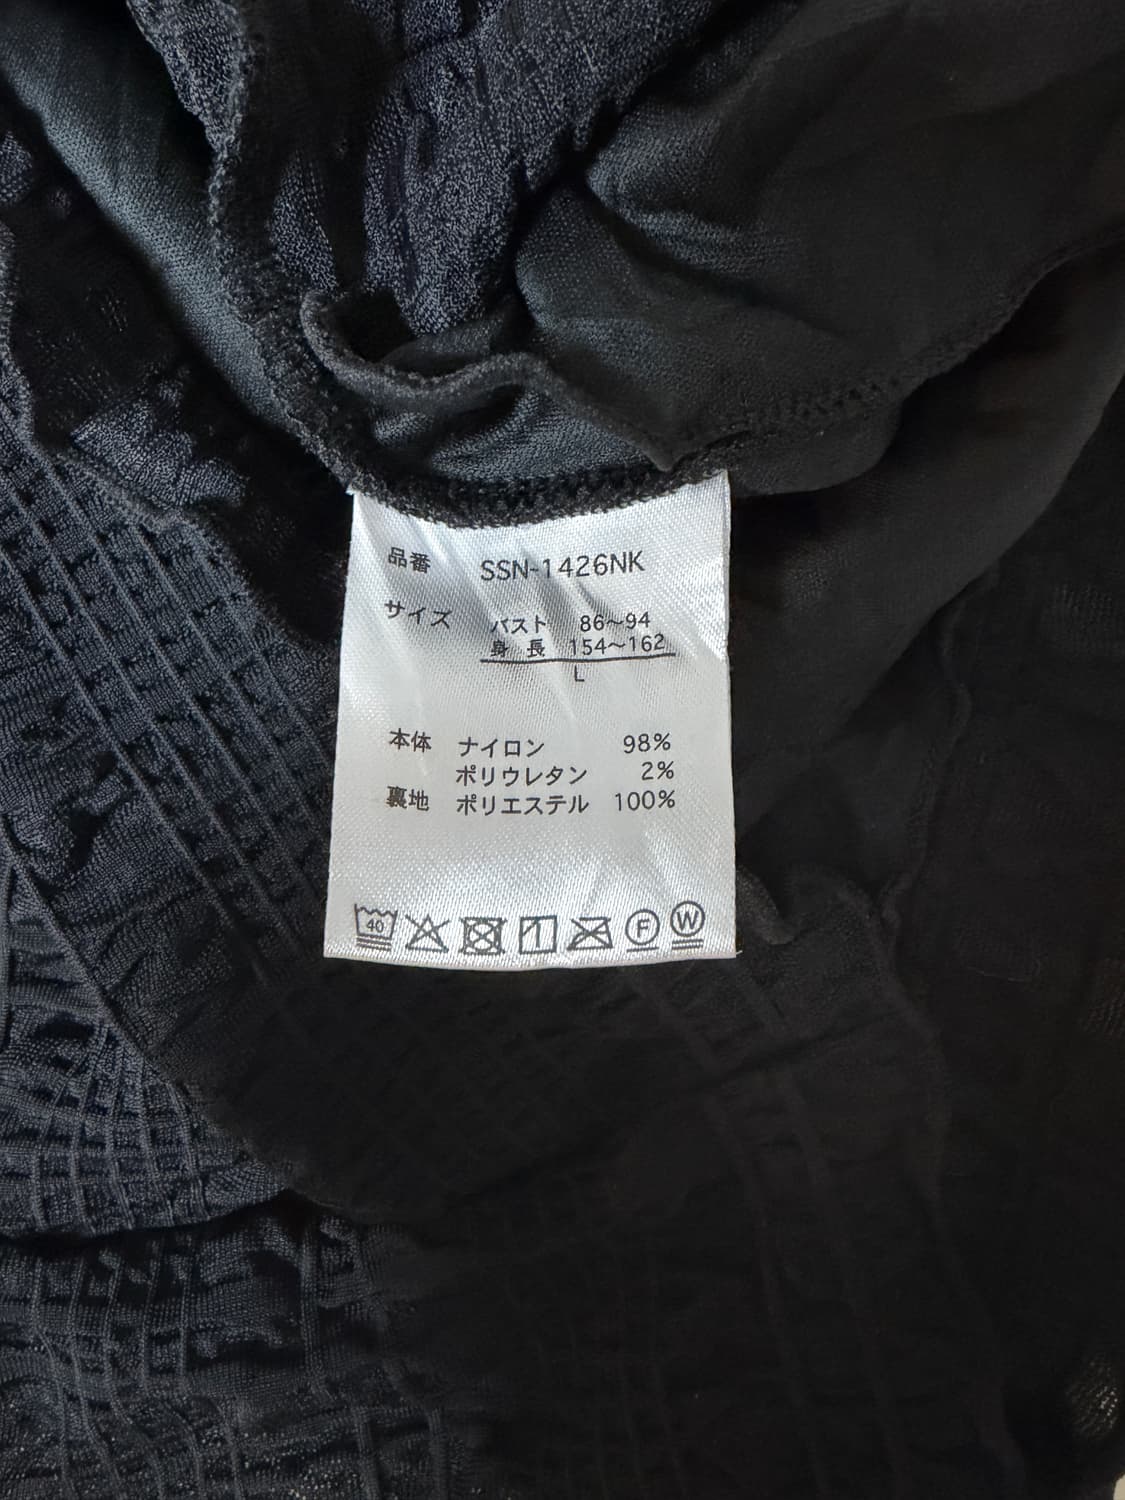 品番 SSN-1426NK
サイズ バスト 86〜94
身長 154〜162
L
本体 ナイロン 98%
ポリウレタン 2%
裏地 ポリエステル 100%
40 F W